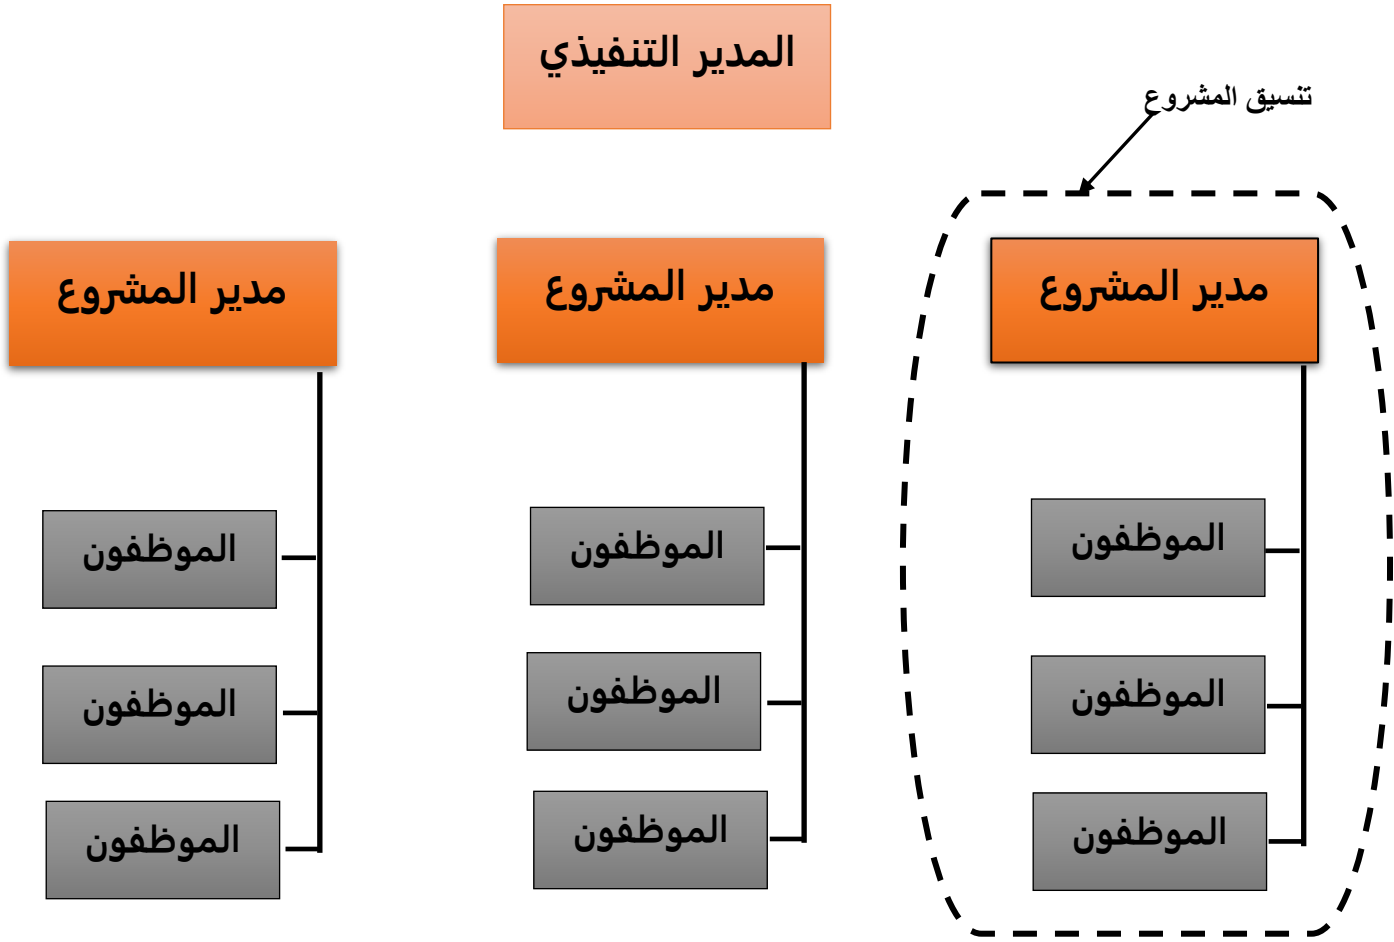 المدير التنفيذي
تنسيق المشروع
مدير المشروع
مدير المشروع
مدير المشروع
الموظفون
الموظفون
الموظفون
الموظفون
الموظفون
الموظفون
الموظفون
الموظفون
الموظفون